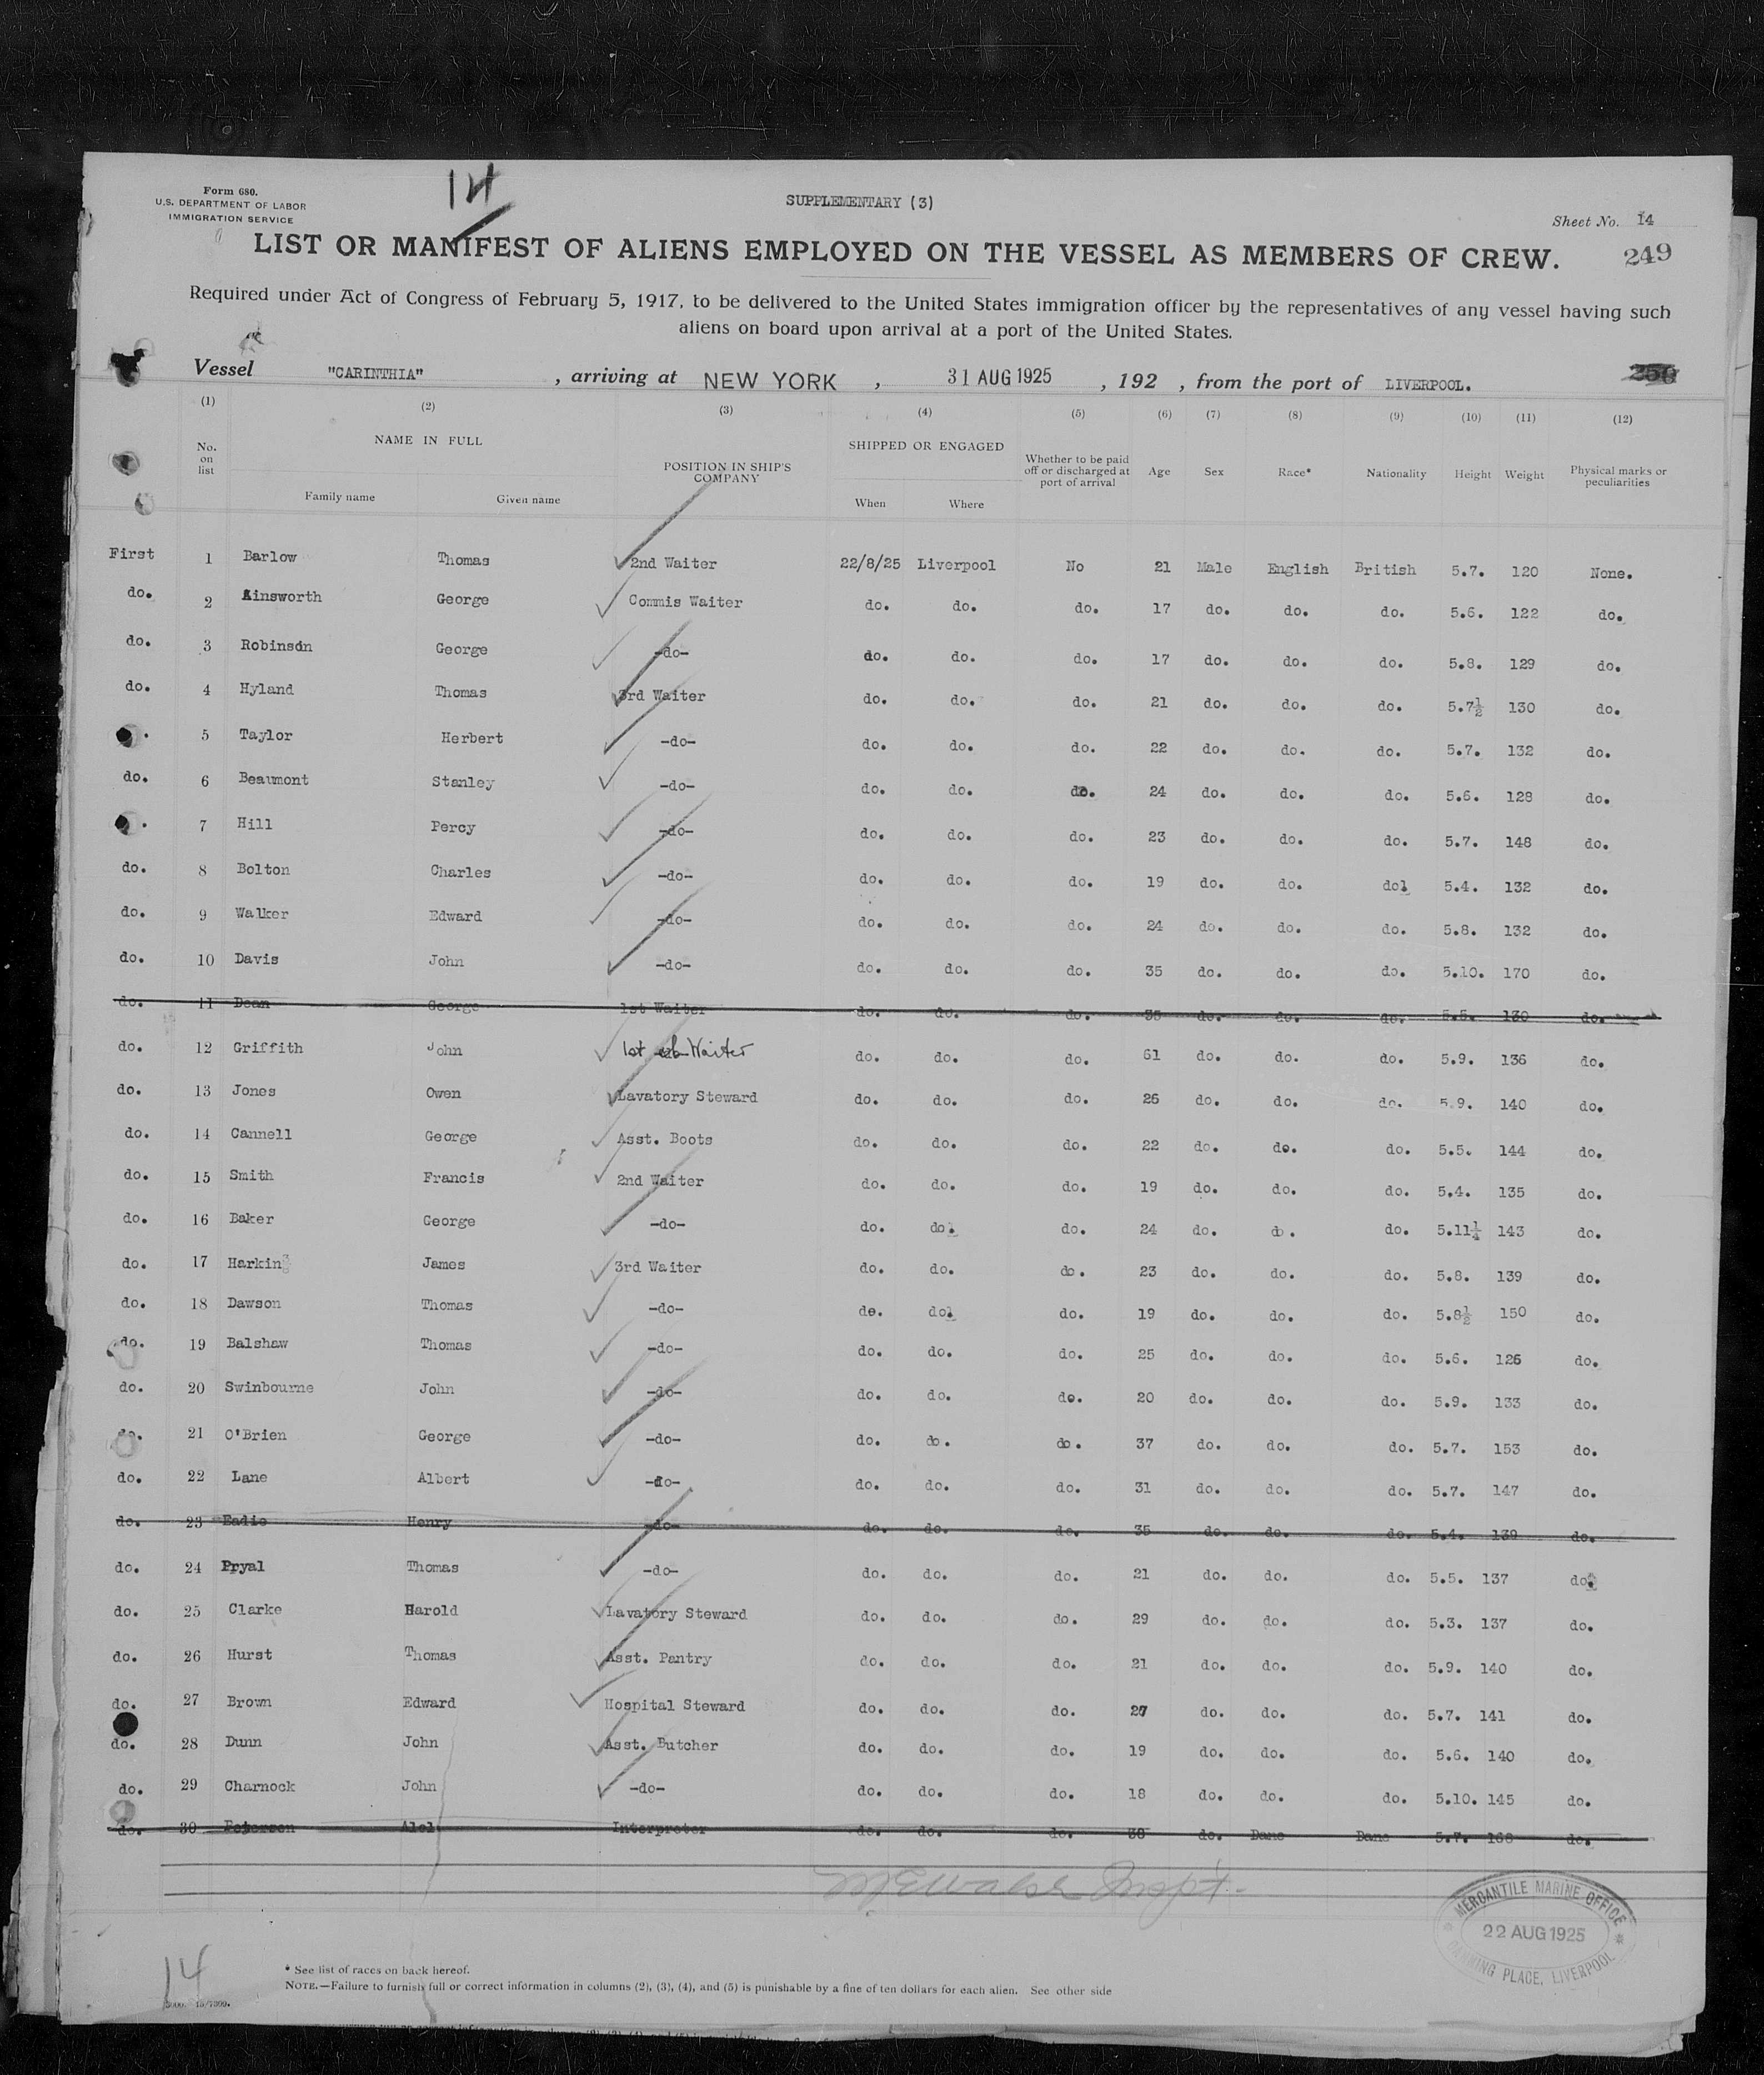 Form 680.
U.S. DEPARTMENT OF LABOR
IMMIGRATION SERVICE
14
SUPPLEMENTARY (3)
Sheet No. 14
LIST OR MANIFEST OF ALIENS EMPLOYED ON THE VESSEL AS MEMBERS OF CREW.
249
Required under Act of Congress of February 5, 1917, to be delivered to the United States immigration officer by the representatives of any vessel having such
aliens on board upon arrival at a port of the United States.
Vessel "CARINTHIA" , arriving at NEW YORK , 31 AUG 1925 , 192 , from the port of LIVERPOOL.
250
(1) (2) (3) (4) (5) (6) (7) (8) (9) (10) (11) (12)
No. on list NAME IN FULL POSITION IN SHIP'S COMPANY SHIPPED OR ENGAGED Whether to be paid off or discharged at port of arrival Age Sex Race* Nationality Height Weight Physical marks or peculiarities
Family name Given name When Where
First 1 Barlow Thomas 2nd Waiter 22/8/25 Liverpool No 21 Male English British 5.7. 120 None.
do. 2 Ainsworth George Commis Waiter do. do. do. 17 do. do. do. 5.6. 122 do.
do. 3 Robinson George -do- do. do. do. 17 do. do. do. 5.8. 129 do.
do. 4 Hyland Thomas 3rd Waiter do. do. do. 21 do. do. do. 5.7½ 130 do.
5 Taylor Herbert -do- do. do. do. 22 do. do. do. 5.7. 132 do.
do. 6 Beaumont Stanley -do- do. do. do. 24 do. do. do. 5.6. 128 do.
7 Hill Percy -do- do. do. do. 23 do. do. do. 5.7. 148 do.
do. 8 Bolton Charles -do- do. do. do. 19 do. do. do. 5.4. 132 do.
do. 9 Walker Edward -do- do. do. do. 24 do. do. do. 5.8. 132 do.
do. 10 Davis John -do- do. do. do. 35 do. do. do. 5.10. 170 do.
do. 11 Dean George 1st Waiter do. do. do. 35 do. do. do. 5.5. 130 do.
do. 12 Griffith John 1st Waiter do. do. do. 61 do. do. do. 5.9. 136 do.
do. 13 Jones Owen Lavatory Steward do. do. do. 26 do. do. do. 5.9. 140 do.
do. 14 Cannell George Asst. Boots do. do. do. 22 do. do. do. 5.5. 144 do.
do. 15 Smith Francis 2nd Waiter do. do. do. 19 do. do. do. 5.4. 135 do.
do. 16 Baker George -do- do. do. do. 24 do. do. do. 5.11¼ 143 do.
do. 17 Harkin James 3rd Waiter do. do. do. 23 do. do. do. 5.8. 139 do.
do. 18 Dawson Thomas -do- do. do. do. 19 do. do. do. 5.8½ 150 do.
do. 19 Balshaw Thomas -do- do. do. do. 25 do. do. do. 5.6. 126 do.
do. 20 Swinbourne John -do- do. do. do. 20 do. do. do. 5.9. 133 do.
do. 21 O'Brien George -do- do. do. do. 37 do. do. do. 5.7. 153 do.
do. 22 Lane Albert -do- do. do. do. 31 do. do. do. 5.7. 147 do.
do. 23 Eadie Henry -do- do. do. do. 35 do. do. do. 5.4. 139 do.
do. 24 Pryal Thomas -do- do. do. do. 21 do. do. do. 5.5. 137 do.
do. 25 Clarke Harold Lavatory Steward do. do. do. 29 do. do. do. 5.3. 137 do.
do. 26 Hurst Thomas Asst. Pantry do. do. do. 21 do. do. do. 5.9. 140 do.
do. 27 Brown Edward Hospital Steward do. do. do. 27 do. do. do. 5.7. 141 do.
do. 28 Dunn John Asst. Butcher do. do. do. 19 do. do. do. 5.6. 140 do.
do. 29 Charnock John -do- do. do. do. 18 do. do. do. 5.10. 145 do.
do. 30 Petersen Interpreter do. do. do. do. Dane Dane 5.7. 168 do.
MERCANTILE MARINE OFFICE
22 AUG 1925
PLACE, LIVERPOOL
14
* See list of races on back hereof.
NOTE.—Failure to furnish full or correct information in columns (2), (3), (4), and (5) is punishable by a fine of ten dollars for each alien. See other side